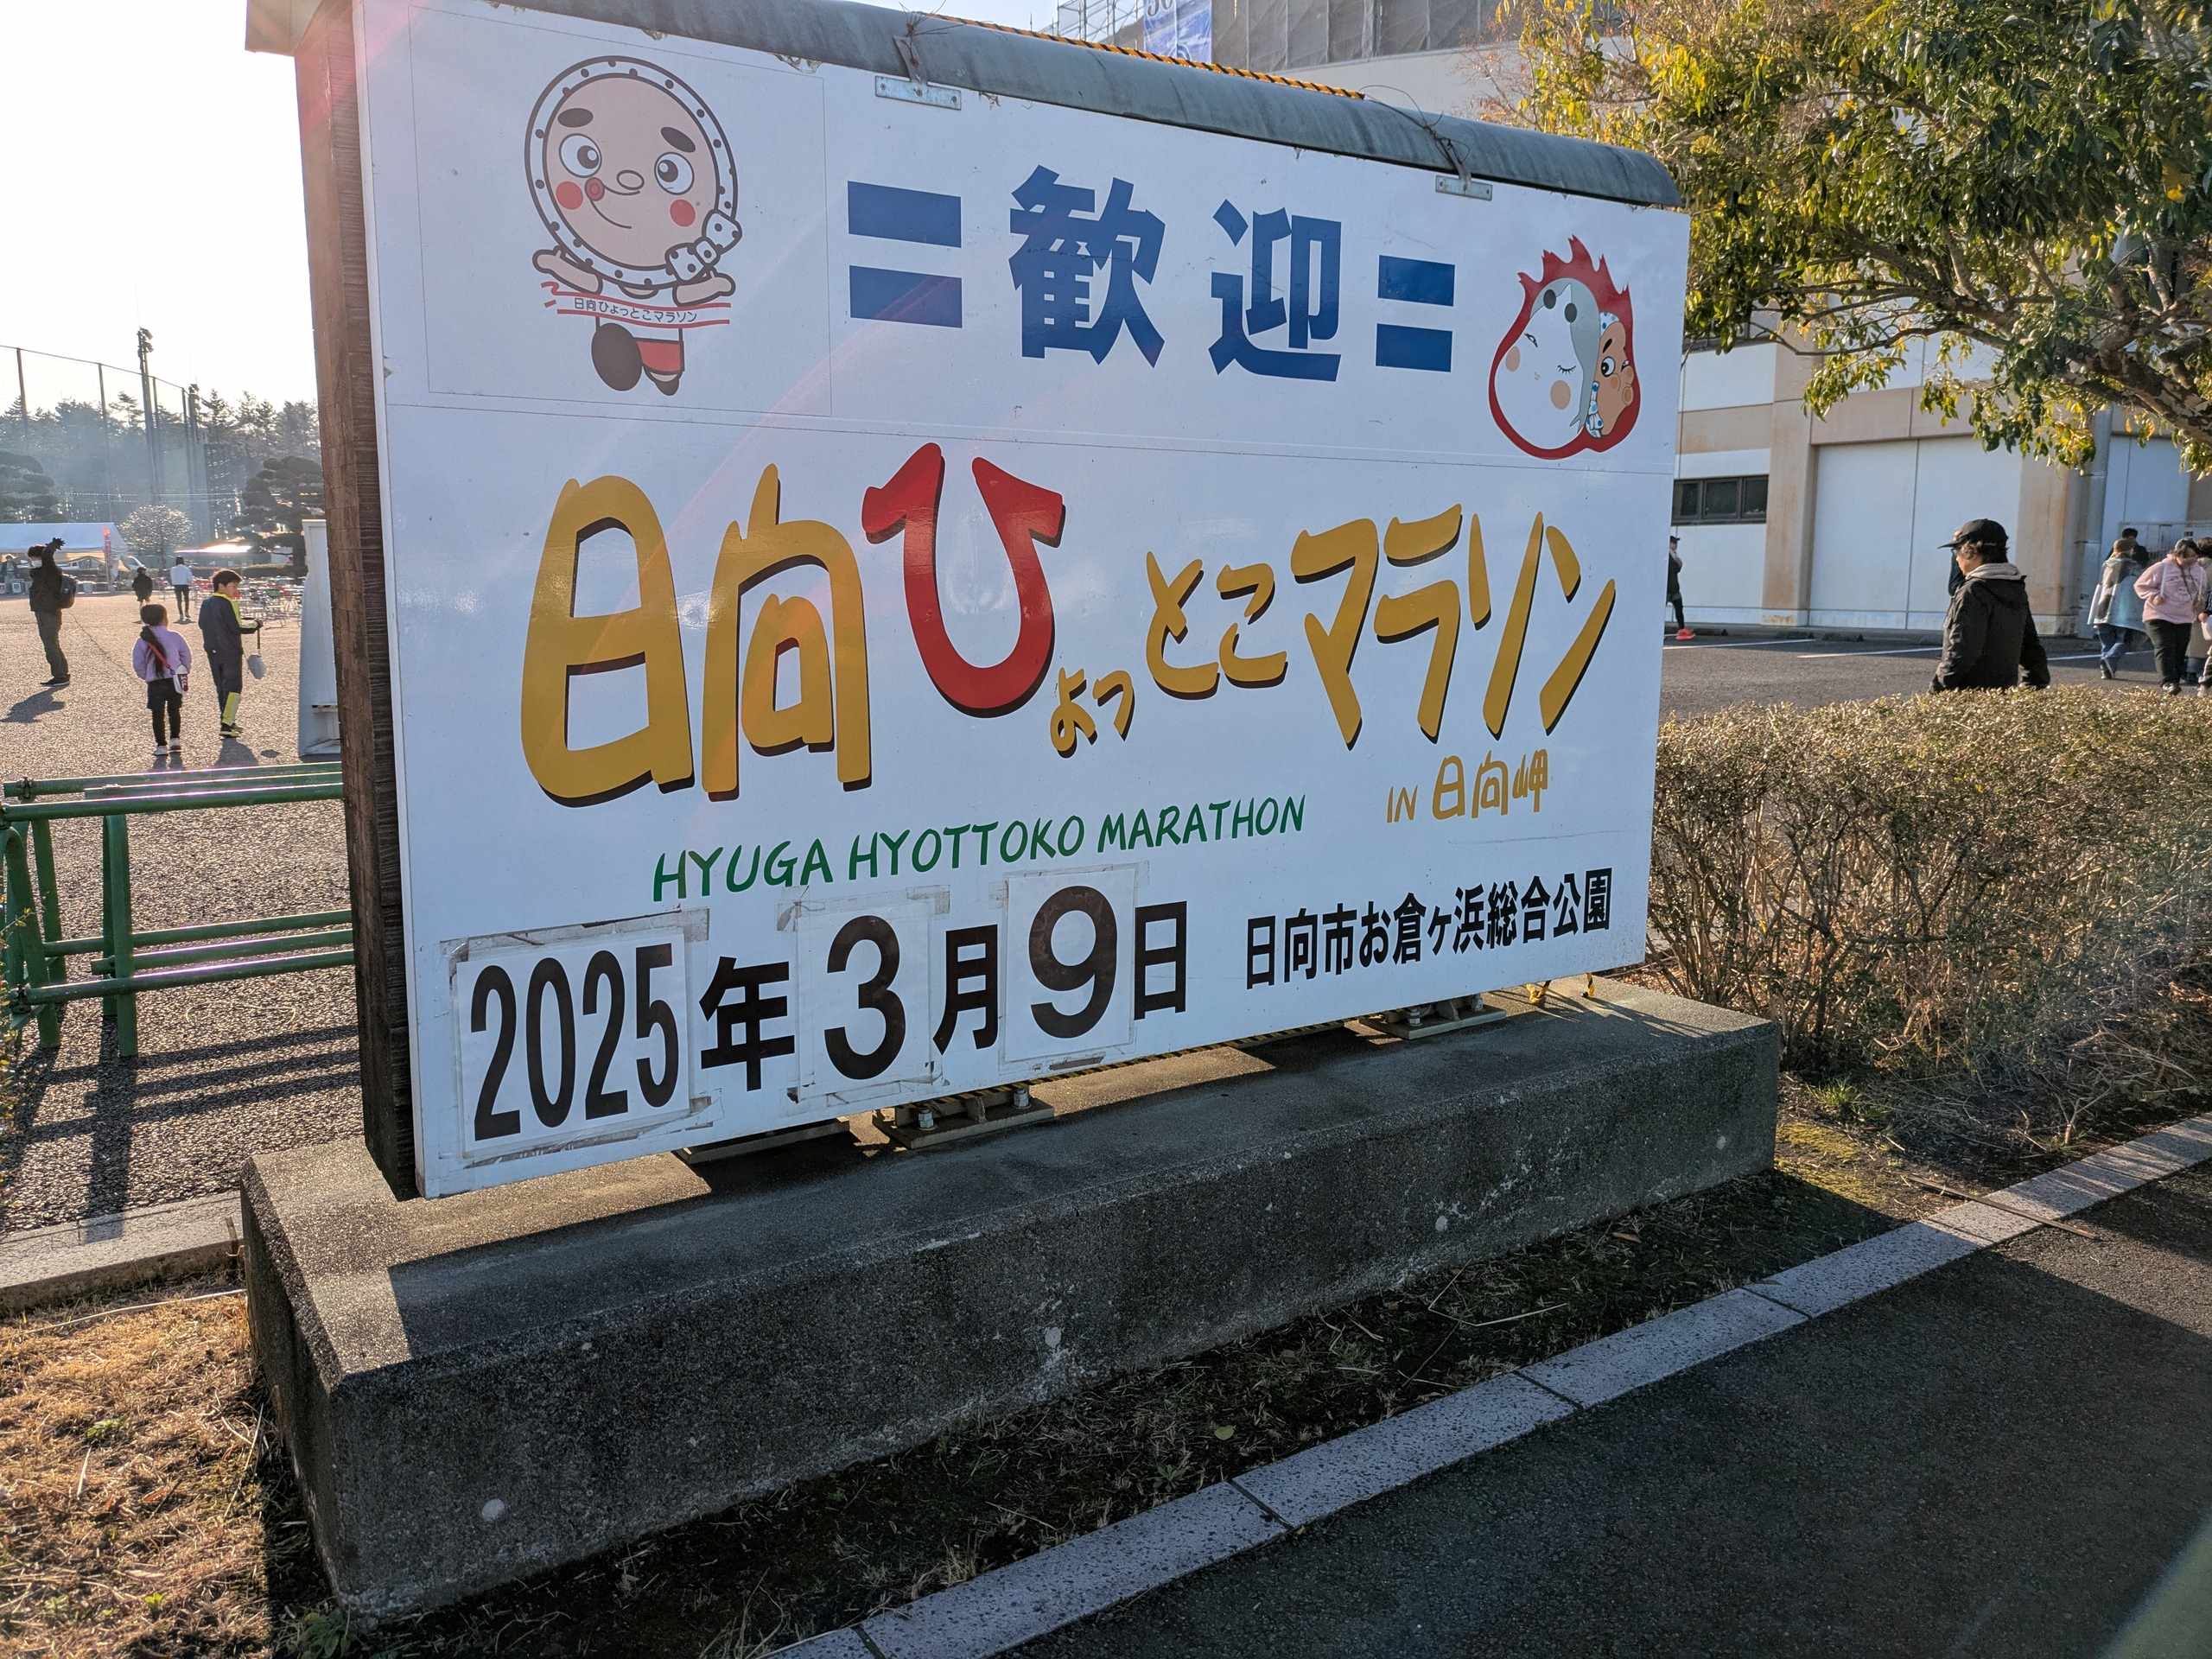 ＝歓迎＝
日向ひょっとこマラソン
日向ひょっとこマラソン
IN 日向岬
HYUGA HYOTTOKO MARATHON
2025年3月9日 日向市お倉ヶ浜総合公園